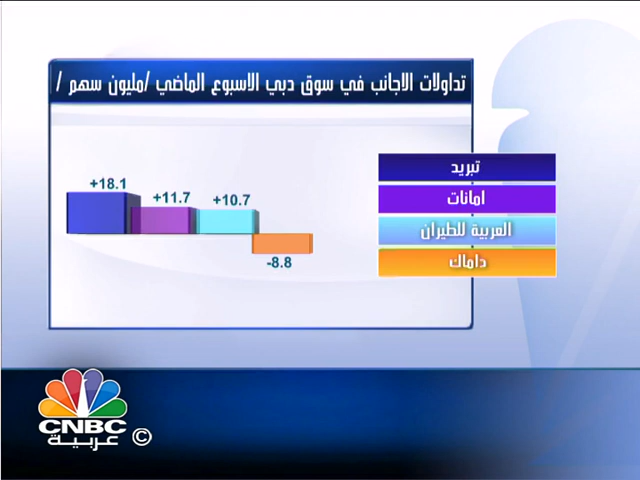 تداولات الاجانب في سوق دبي الاسبوع الماضي /مليون سهم /
+18.1
+11.7
+10.7
-8.8
تبريد
امانات
العربية للطيران
داماك
CNBC
عربية ©